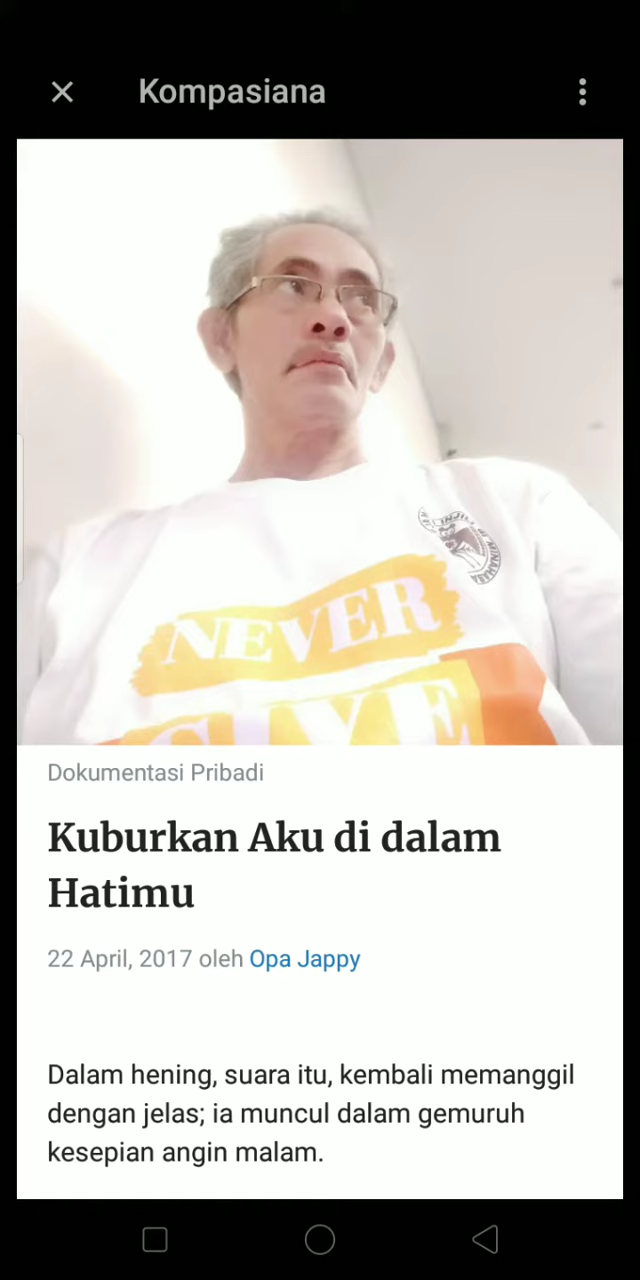 Kompasiana
NEVER
GIVE
Dokumentasi Pribadi
Kuburkan Aku di dalam
Hatimu
22 April, 2017 oleh Opa Jappy
Dalam hening, suara itu, kembali memanggil
dengan jelas; ia muncul dalam gemuruh
kesepian angin malam.